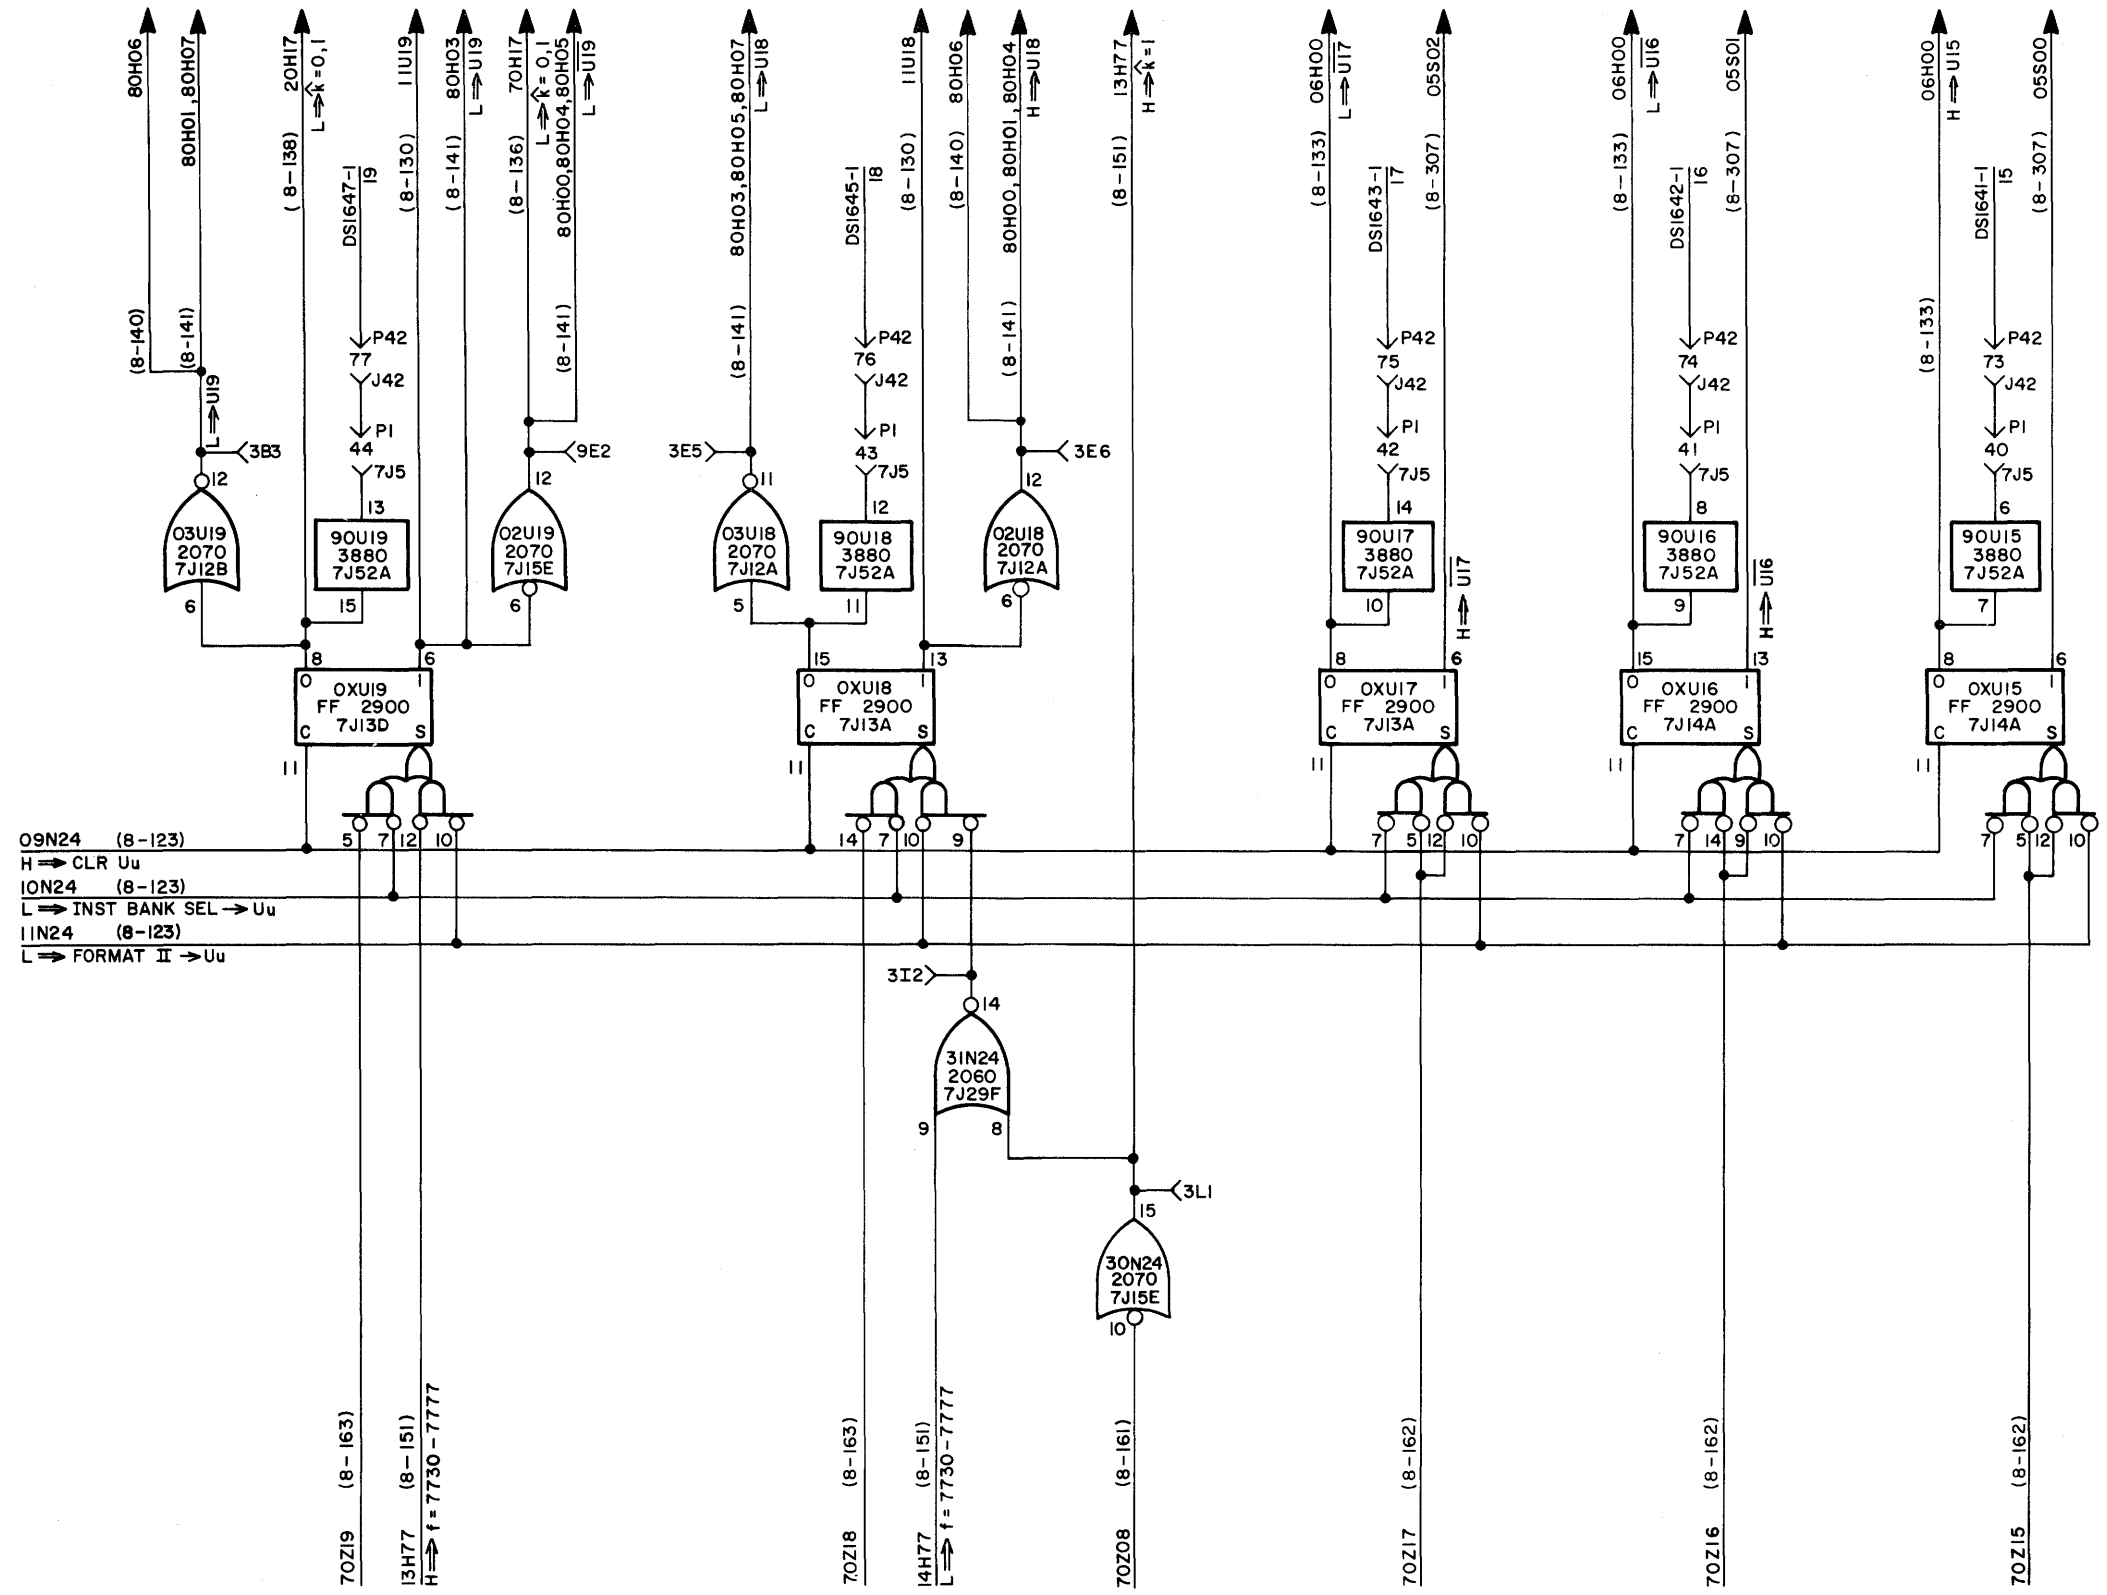 80H06
80H01,80H07
20H17
L⟹k̂=0,1
11U19
80H03
L⟹U19
70H17
L⟹k̂=0,1
80H00,80H04,80H05
L⟹U̅1̅9̅
80H03,80H05,80H07
L⟹U18
11U18
80H06
80H00,80H01,80H04
H⟹U18
13H77
H⟹k̂=1
06H00
L⟹U̅1̅7̅
05S02
06H00
L⟹U̅1̅6̅
05S01
06H00
H⟹U15
05S00
(8-140)
(8-141)
(8-138)
(8-130)
(8-141)
(8-136)
(8-141)
(8-141)
(8-130)
(8-140)
(8-141)
(8-151)
(8-133)
(8-307)
(8-133)
(8-307)
(8-133)
(8-307)
DS1647-1
19
DS1645-1
18
DS1643-1
17
DS1642-1
16
DS1641-1
15
P42 P42 P42 P42 P42
77 76 75 74 73
J42 J42 J42 J42 J42
P1 P1 P1 P1 P1
44 43 42 41 40
7J5 7J5 7J5 7J5 7J5
L⟹U19
3B3 9E2 3E5 3E6
12 13 12 11 12 12 14 8 6
03U19
2070
7J12B
6
90U19
3880
7J52A
15
02U19
2070
7J15E
6
03U18
2070
7J12A
5
90U18
3880
7J52A
11
02U18
2070
7J12A
6
90U17
3880
7J52A
10
H⟹U̅1̅7̅
90U16
3880
7J52A
9
H⟹U̅1̅6̅
90U15
3880
7J52A
7
8 6 15 13 8 6 15 13 8 6
0 1
0XU19
FF 2900
7J13D
C S
0 1
0XU18
FF 2900
7J13A
C S
0 1
0XU17
FF 2900
7J13A
C S
0 1
0XU16
FF 2900
7J14A
C S
0 1
0XU15
FF 2900
7J14A
C S
11 11 11 11 11
5 7 12 10 14 7 10 9 7 5 12 10 7 14 9 10 7 5 12 10
09N24 (8-123)
H⟹CLR Uu
10N24 (8-123)
L⟹INST BANK SEL→Uu
11N24 (8-123)
L⟹FORMAT II→Uu
3I2
14
31N24
2060
7J29F
9 8
3L1
15
30N24
2070
7J15E
10
70Z19 (8-163)
13H77 (8-151)
H⟹f=7730-7777
70Z18 (8-163)
14H77 (8-151)
L⟹f=7730-7777
70Z08 (8-161)
70Z17 (8-162)
70Z16 (8-162)
70Z15 (8-162)